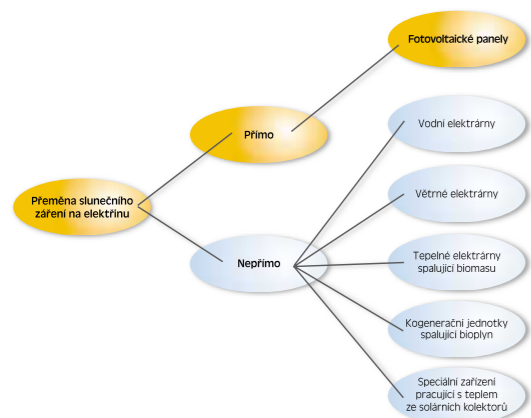 Fotovoltaické panely
Přímo
Vodní elektrárny
Přeměna slunečního
záření na elektřinu
Větrné elektrárny
Nepřímo
Tepelné elektrárny
spalující biomasu
Kogenerační jednotky
spalující bioplyn
Speciální zařízení
pracující s teplem
ze solárních kolektorů